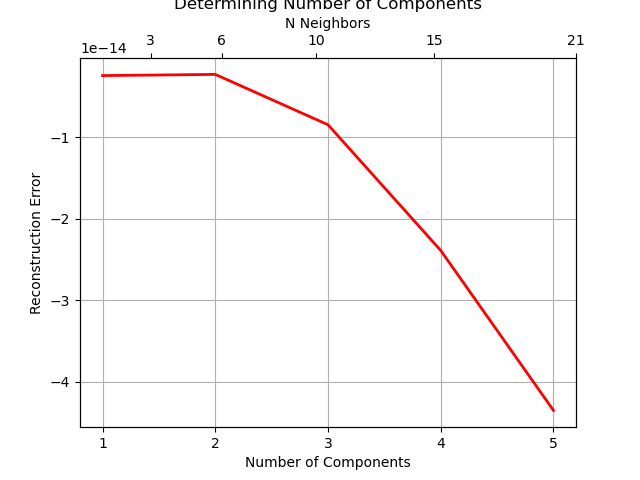 Determining Number of Components
N Neighbors
3 6 10 15 21
1e−14
−1
−2
−3
−4
Reconstruction Error
1 2 3 4 5
Number of Components